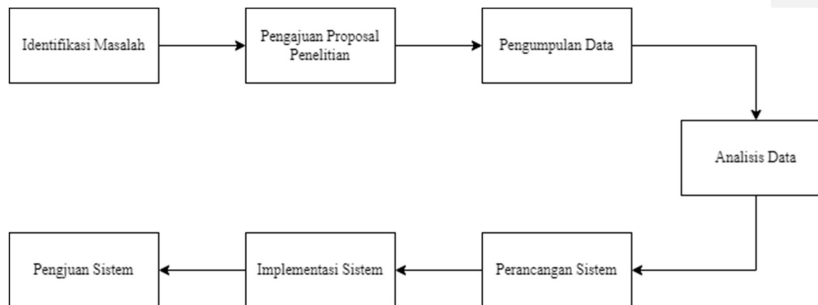 Identifikasi Masalah
Pengajuan Proposal
Penelitian
Pengumpulan Data
Analisis Data
Pengjuan Sistem
Implementasi Sistem
Perancangan Sistem